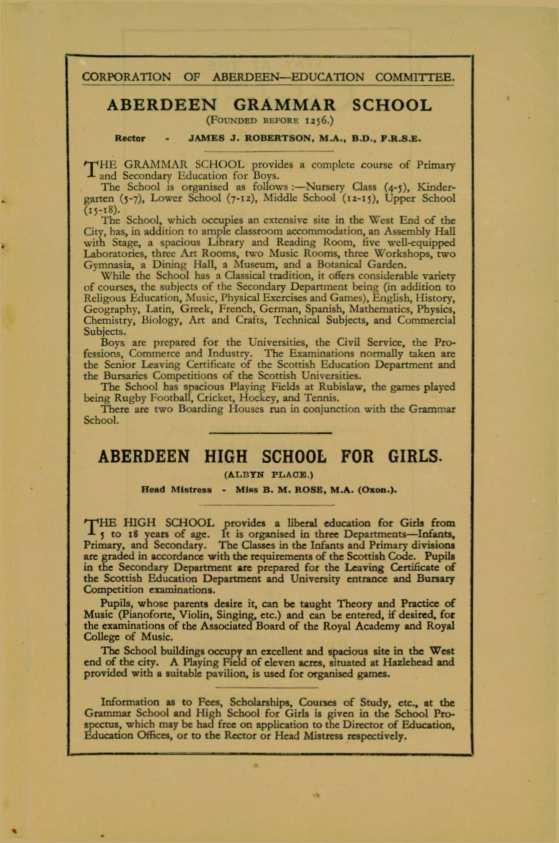 CORPORATION OF ABERDEEN—EDUCATION COMMITTEE.
ABERDEEN GRAMMAR SCHOOL
(FOUNDED BEFORE 1256.)
Rector - JAMES J. ROBERTSON, M.A., B.D., F.R.S.E.
THE GRAMMAR SCHOOL provides a complete course of Primary
and Secondary Education for Boys.
The School is organised as follows :—Nursery Class (4-5), Kinder-
garten (5-7), Lower School (7-12), Middle School (12-15), Upper School
(15-18).
The School, which occupies an extensive site in the West End of the
City, has, in addition to ample classroom accommodation, an Assembly Hall
with Stage, a spacious Library and Reading Room, five well-equipped
Laboratories, three Art Rooms, two Music Rooms, three Workshops, two
Gymnasia, a Dining Hall, a Museum, and a Botanical Garden.
While the School has a Classical tradition, it offers considerable variety
of courses, the subjects of the Secondary Department being (in addition to
Religous Education, Music, Physical Exercises and Games), English, History,
Geography, Latin, Greek, French, German, Spanish, Mathematics, Physics,
Chemistry, Biology, Art and Crafts, Technical Subjects, and Commercial
Subjects.
Boys are prepared for the Universities, the Civil Service, the Pro-
fessions, Commerce and Industry. The Examinations normally taken are
the Senior Leaving Certificate of the Scottish Education Department and
the Bursaries Competitions of the Scottish Universities.
The School has spacious Playing Fields at Rubislaw, the games played
being Rugby Football, Cricket, Hockey, and Tennis.
There are two Boarding Houses run in conjunction with the Grammar
School.
ABERDEEN HIGH SCHOOL FOR GIRLS.
(ALBYN PLACE.)
Head Mistress - Miss B. M. ROSE, M.A. (Oxon.).
THE HIGH SCHOOL provides a liberal education for Girls from
5 to 18 years of age. It is organised in three Departments—Infants,
Primary, and Secondary. The Classes in the Infants and Primary divisions
are graded in accordance with the requirements of the Scottish Code. Pupils
in the Secondary Department are prepared for the Leaving Certificate of
the Scottish Education Department and University entrance and Bursary
Competition examinations.
Pupils, whose parents desire it, can be taught Theory and Practice of
Music (Pianoforte, Violin, Singing, etc.) and can be entered, if desired, for
the examinations of the Associated Board of the Royal Academy and Royal
College of Music.
The School buildings occupy an excellent and spacious site in the West
end of the city. A Playing Field of eleven acres, situated at Hazlehead and
provided with a suitable pavilion, is used for organised games.
Information as to Fees, Scholarships, Courses of Study, etc., at the
Grammar School and High School for Girls is given in the School Pro-
spectus, which may be had free on application to the Director of Education,
Education Offices, or to the Rector or Head Mistress respectively.